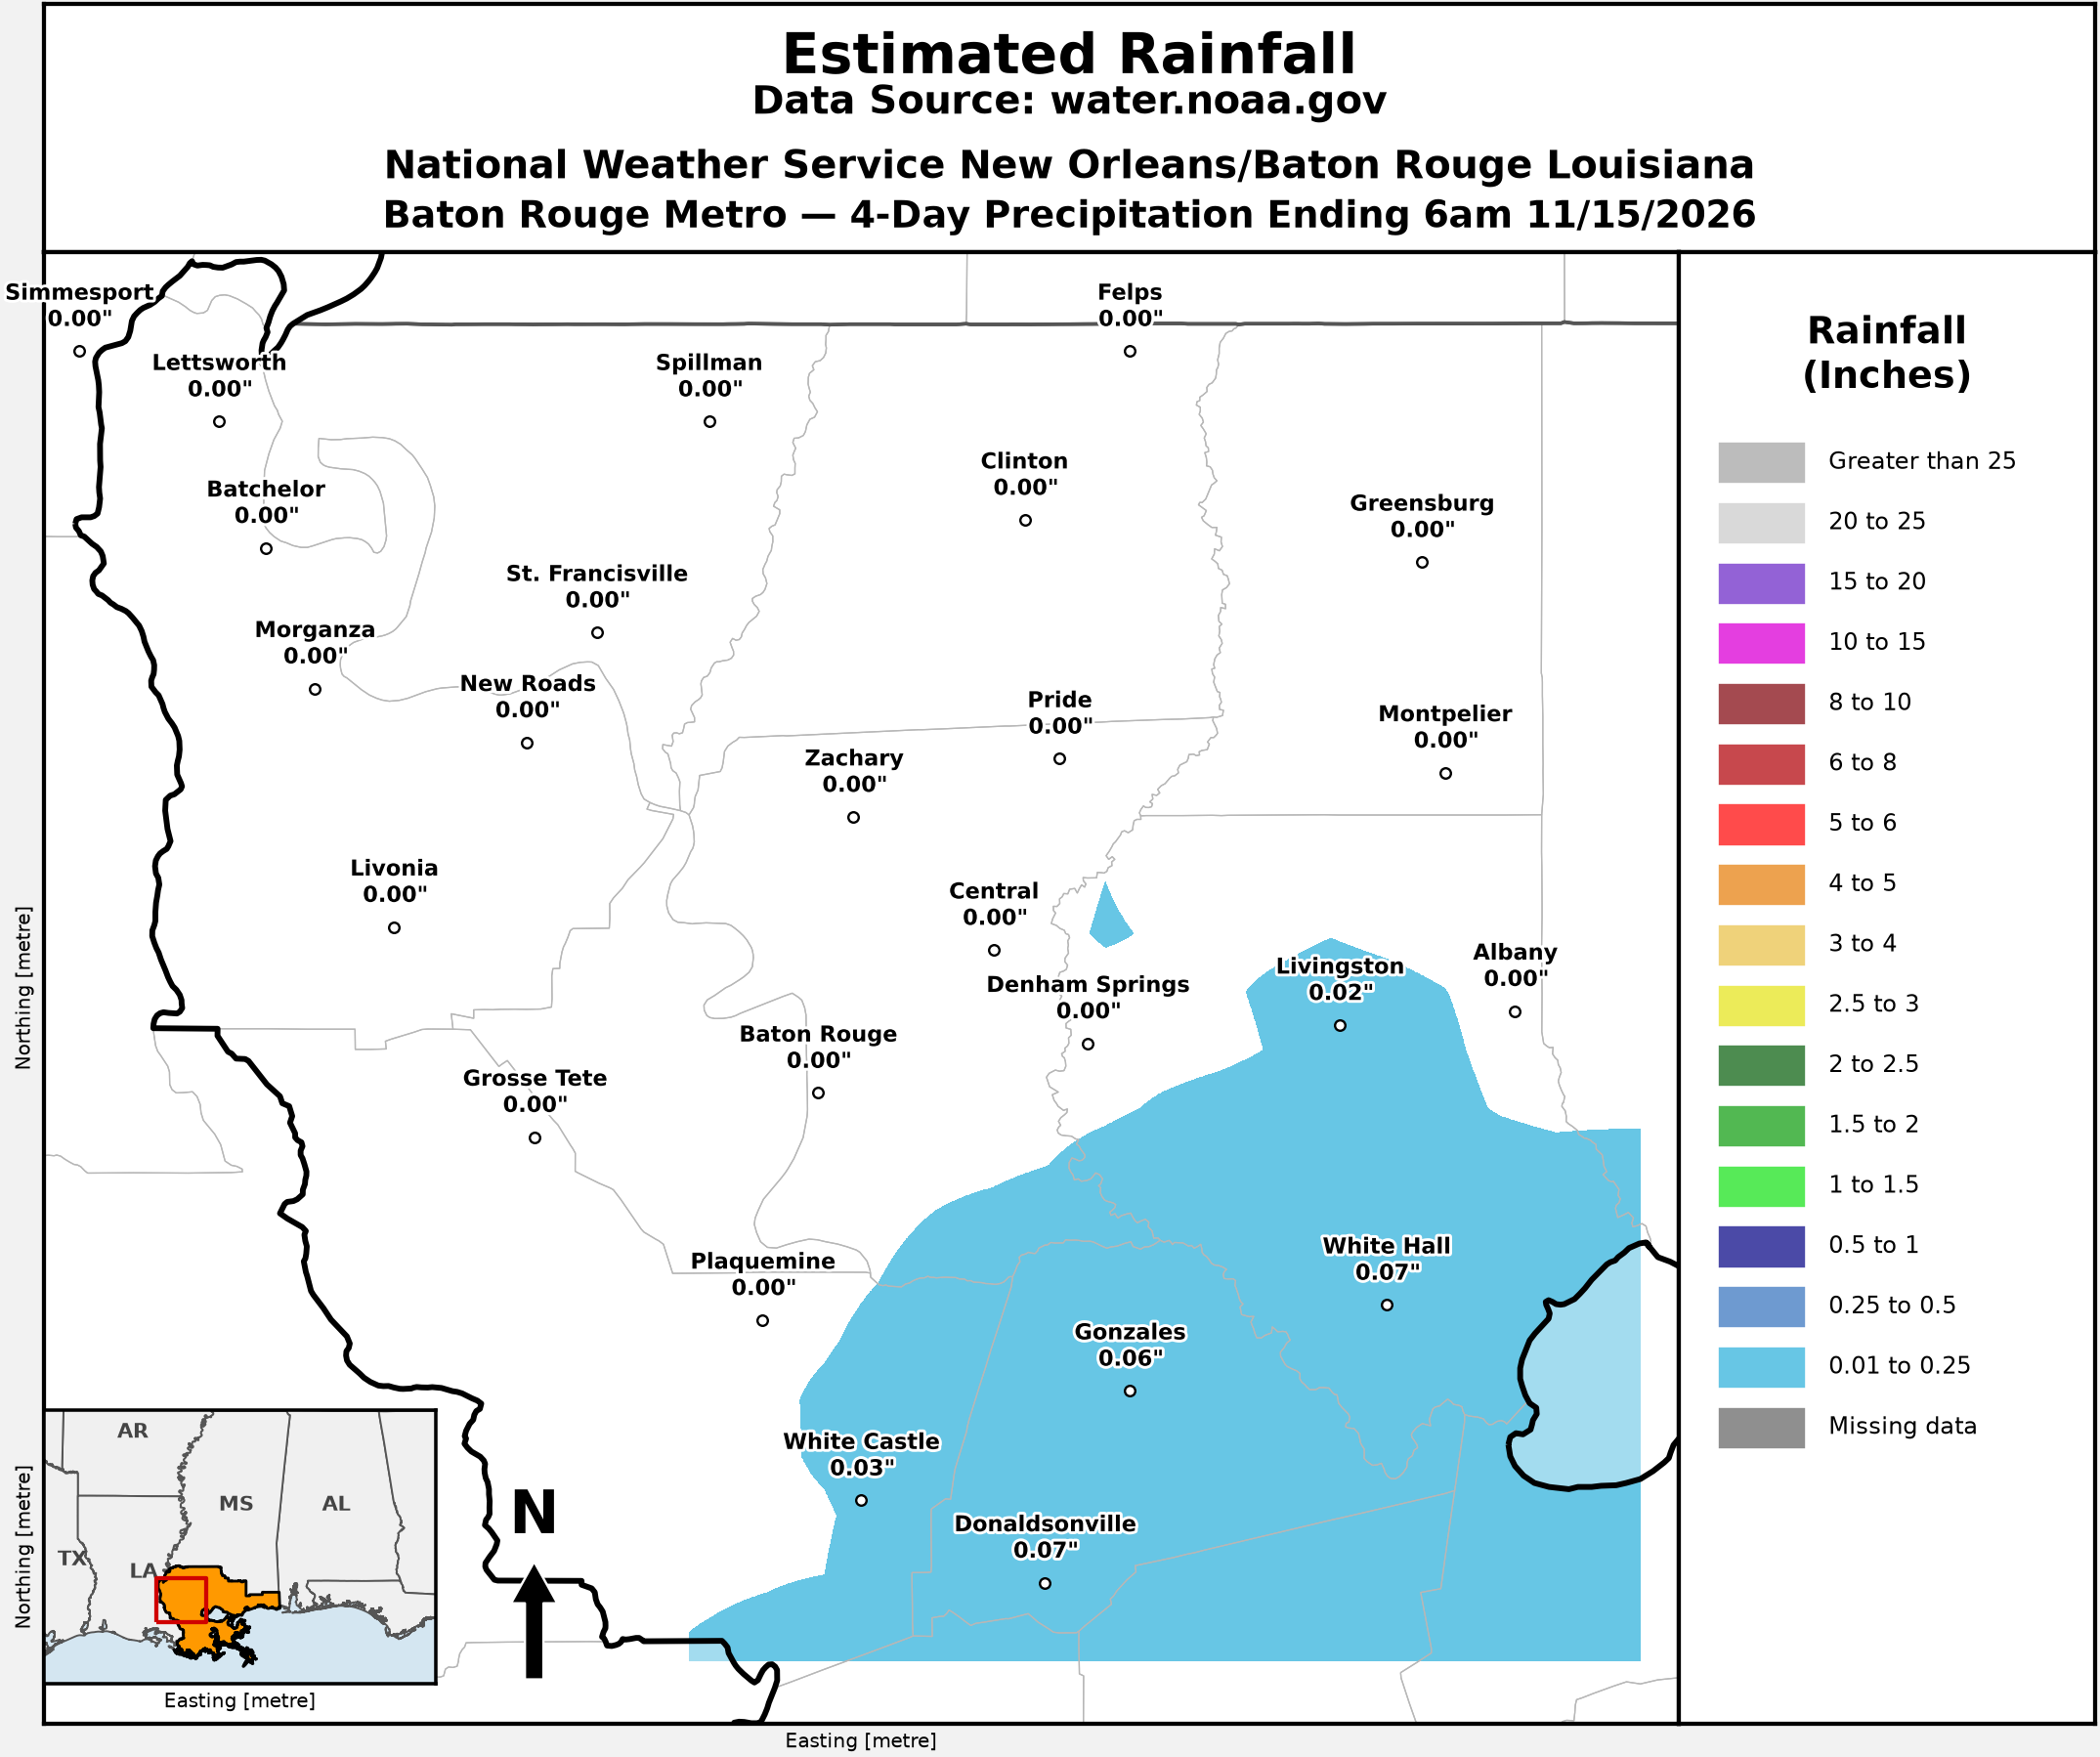 Estimated Rainfall
Data Source: water.noaa.gov
National Weather Service New Orleans/Baton Rouge Louisiana
Baton Rouge Metro — 4-Day Precipitation Ending 6am 11/15/2026
Simmesport
0.00"
Felps
0.00"
Lettsworth
0.00"
Spillman
0.00"
Clinton
0.00"
Batchelor
0.00"
Greensburg
0.00"
St. Francisville
0.00"
Morganza
0.00"
New Roads
0.00"
Pride
0.00"
Montpelier
0.00"
Zachary
0.00"
Livonia
0.00"
Central
0.00"
Livingston
0.02"
Albany
0.00"
Denham Springs
0.00"
Baton Rouge
0.00"
Grosse Tete
0.00"
White Hall
0.07"
Plaquemine
0.00"
Gonzales
0.06"
White Castle
0.03"
Donaldsonville
0.07"
N
AR
MS
AL
TX
LA
Easting [metre]
Northing [metre]
Northing [metre]
Easting [metre]
Rainfall
(Inches)
Greater than 25
20 to 25
15 to 20
10 to 15
8 to 10
6 to 8
5 to 6
4 to 5
3 to 4
2.5 to 3
2 to 2.5
1.5 to 2
1 to 1.5
0.5 to 1
0.25 to 0.5
0.01 to 0.25
Missing data